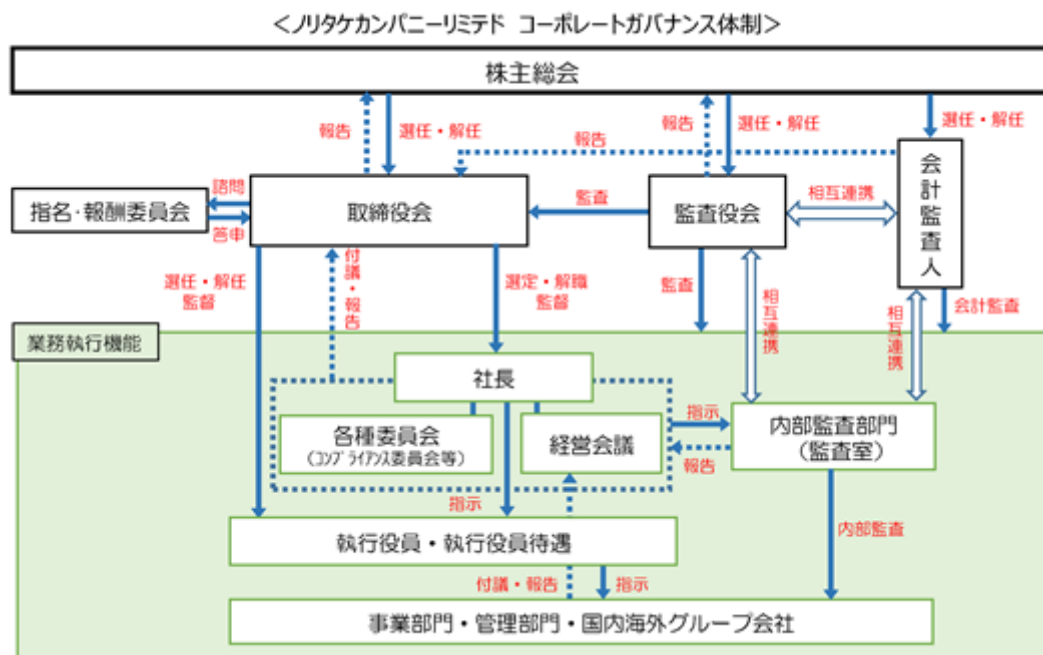 ＜ノリタケカンパニーリミテド コーポレートガバナンス体制＞
株主総会
報告
選任・解任
報告
報告
選任・解任
選任・解任
会計監査人
指名・報酬委員会
諮問
答申
取締役会
監査
監査役会
相互連携
選任・解任
監督
付議・報告
選定・解職
監督
監査
相互連携
相互連携
会計監査
業務執行機能
社長
各種委員会
（コンプライアンス委員会等）
経営会議
指示
報告
内部監査部門
（監査室）
指示
内部監査
執行役員・執行役員待遇
付議・報告
指示
事業部門・管理部門・国内海外グループ会社